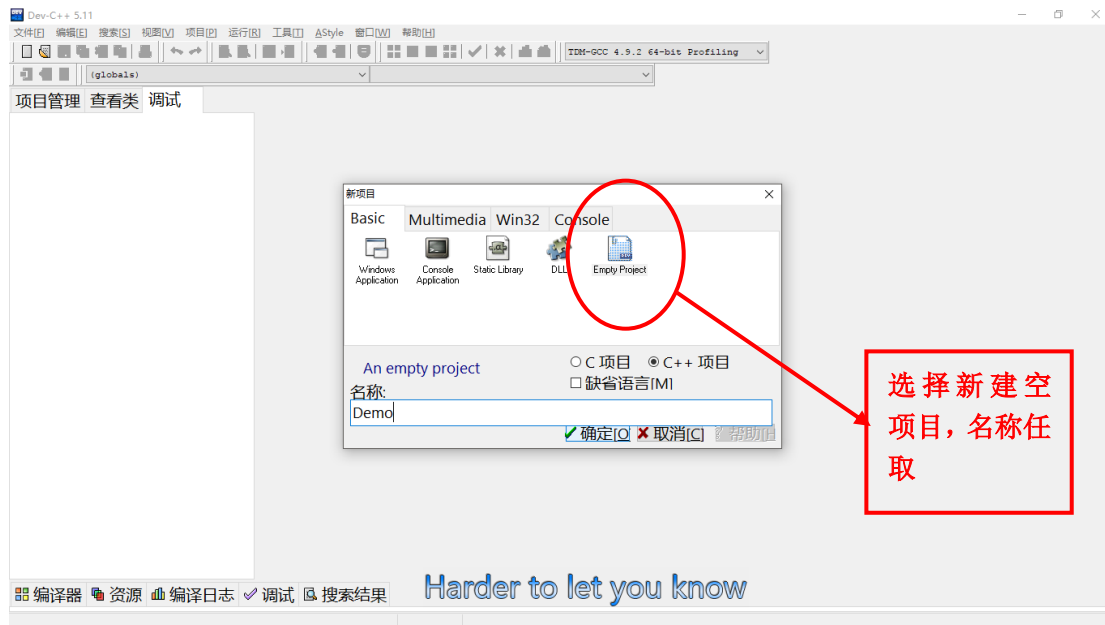 Dev-C++ 5.11
文件[F] 编辑[E] 搜索[S] 视图[V] 项目[P] 运行[R] 工具[T] AStyle 窗口[W] 帮助[H]
TDM-GCC 4.9.2 64-bit Profiling
(globals)
项目管理 查看类 调试
新项目
Basic Multimedia Win32 Console
Windows Application
Console Application
Static Library
DLL
Empty Project
An empty project
C 项目 C++ 项目
缺省语言[M]
名称:
Demo
确定[O] 取消[C] 帮助[H]
选择新建空
项目，名称任
取
编译器 资源 编译日志 调试 搜索结果
Harder to let you know